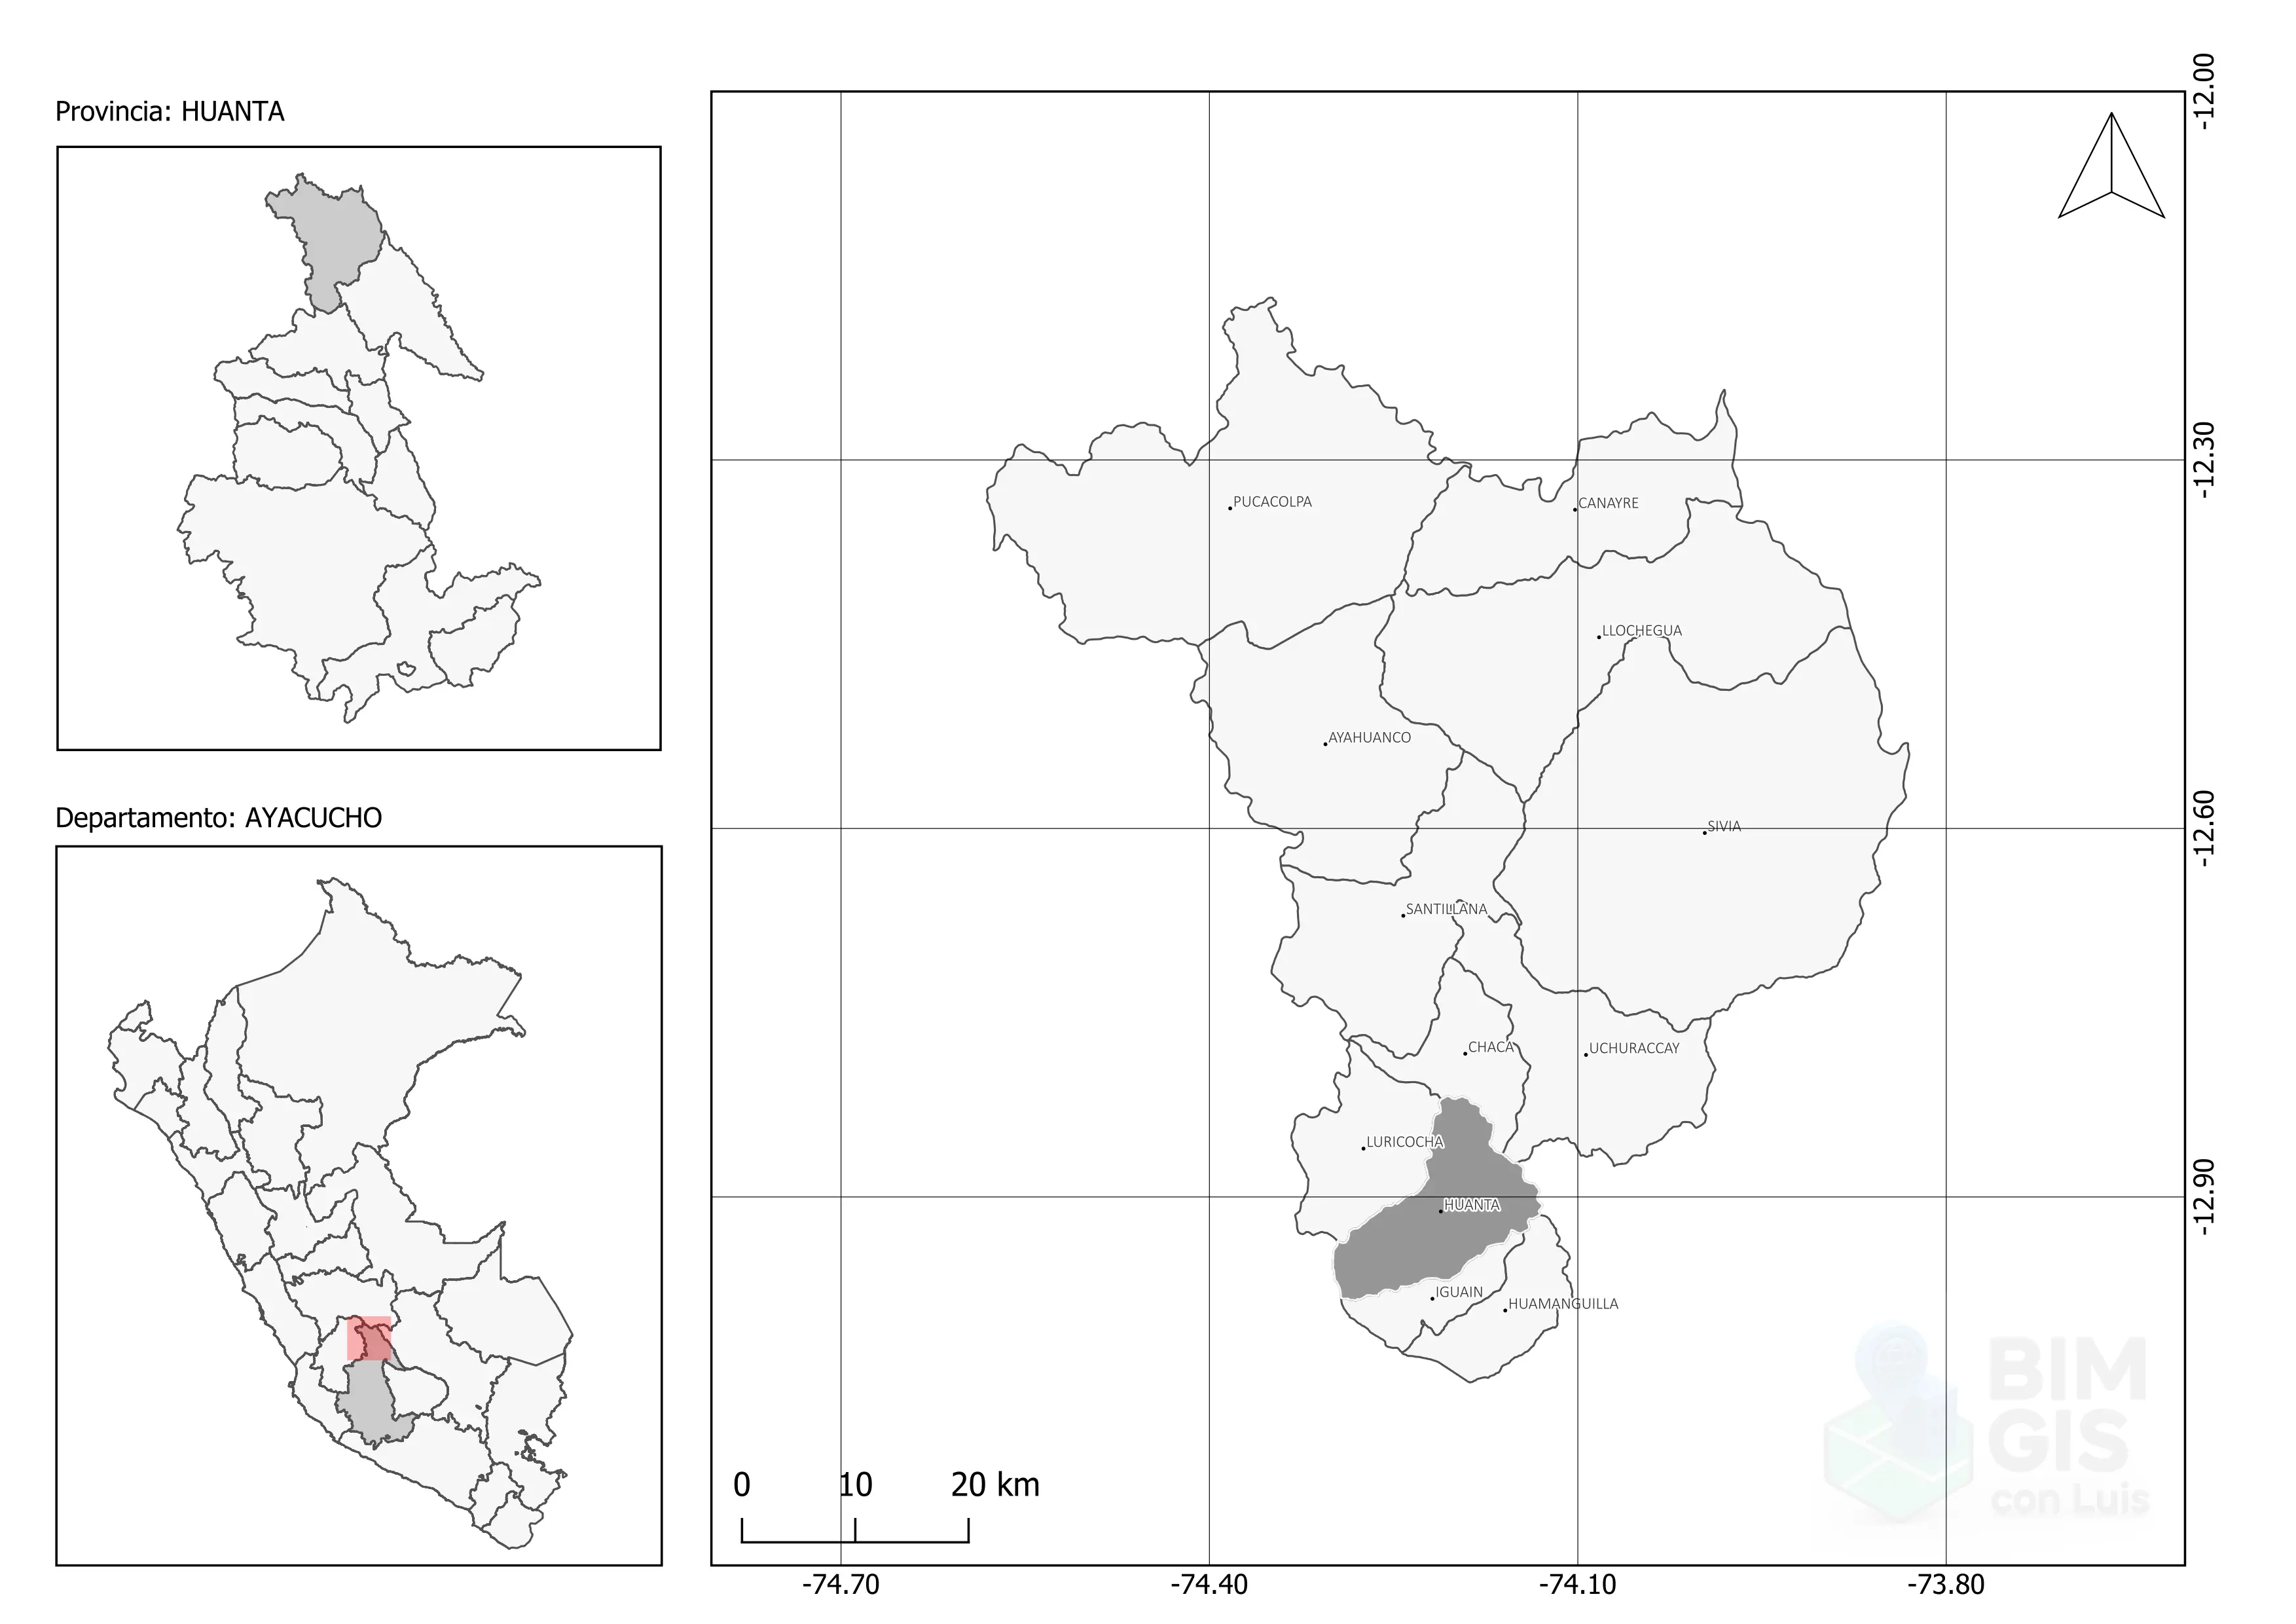 Provincia: HUANTA
Departamento: AYACUCHO
PUCACOLPA
CANAYRE
LLOCHEGUA
AYAHUANCO
SIVIA
SANTILLANA
CHACA
UCHURACCAY
LURICOCHA
HUANTA
IGUAIN
HUAMANGUILLA
-12.00
-12.30
-12.60
-12.90
0 10 20 km
-74.70 -74.40 -74.10 -73.80
BIM
GIS
con Luis